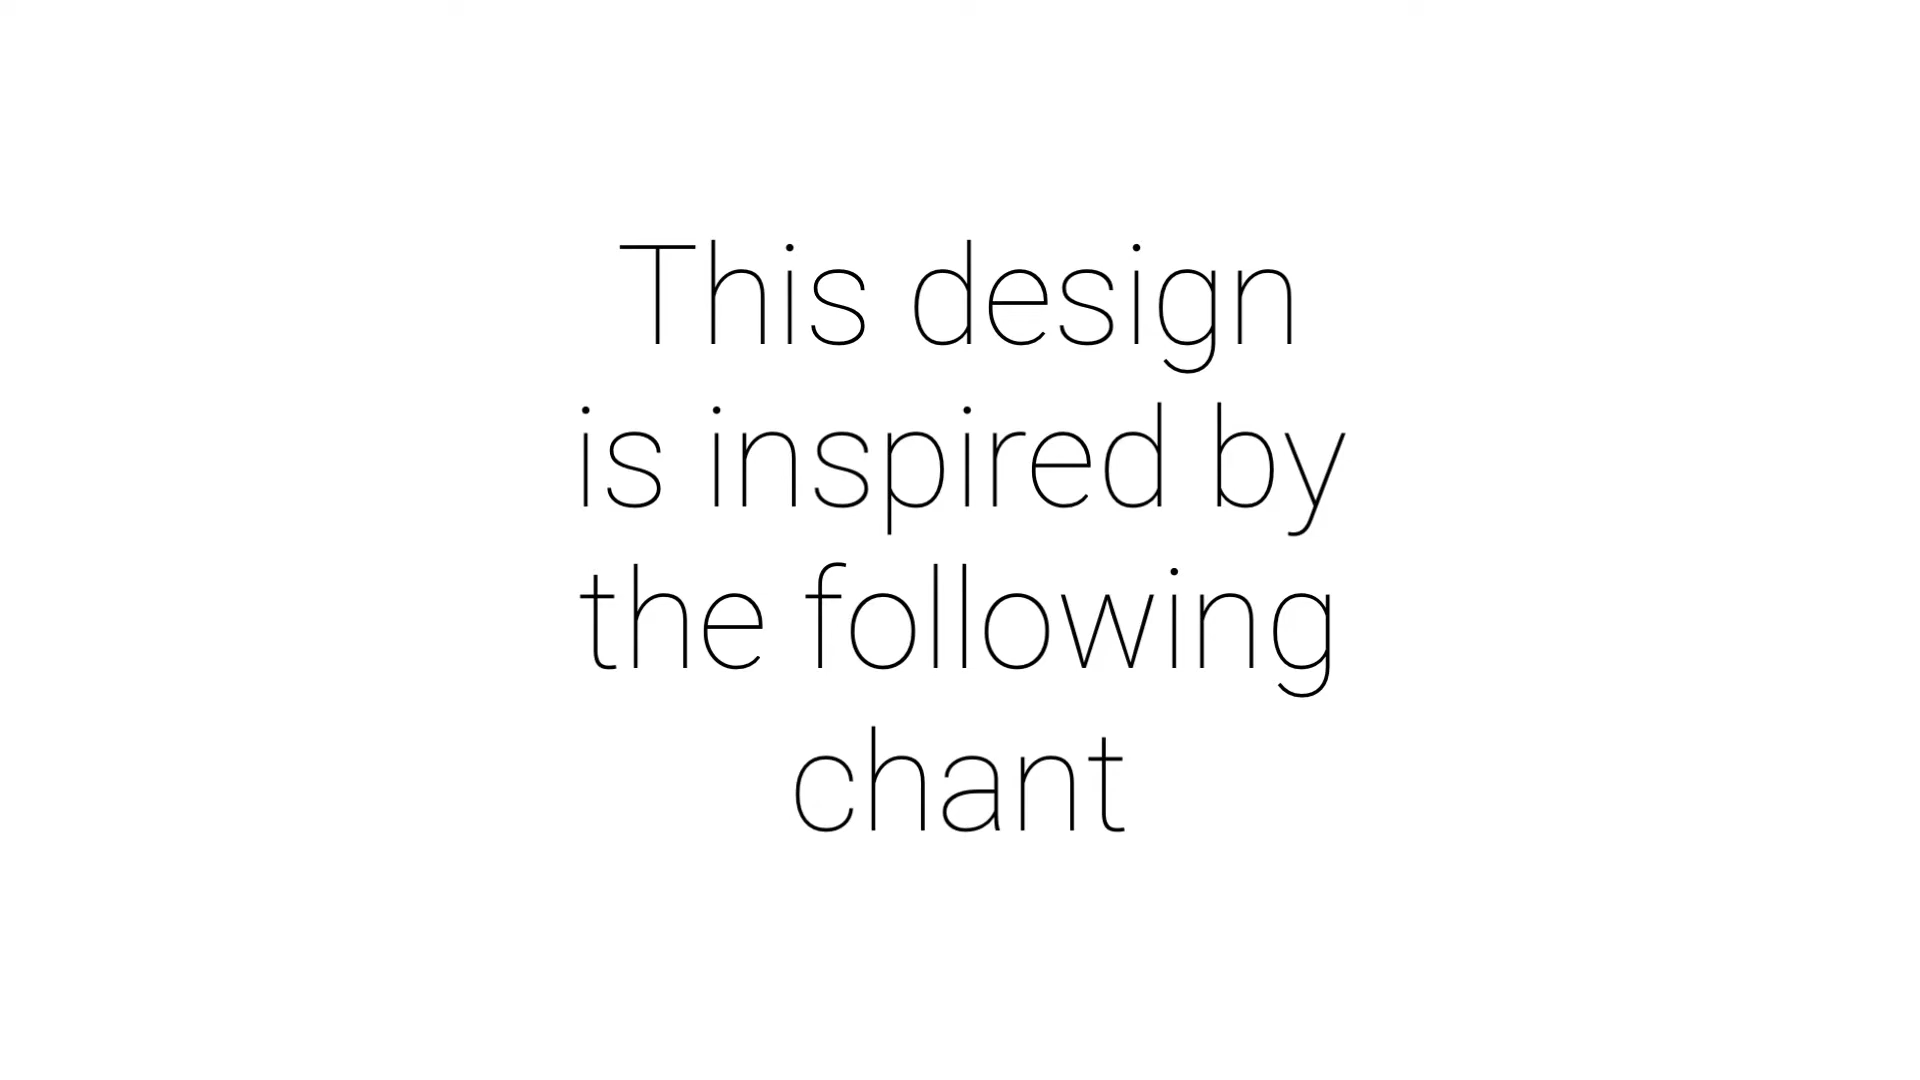 This design
is inspired by
the following
chant